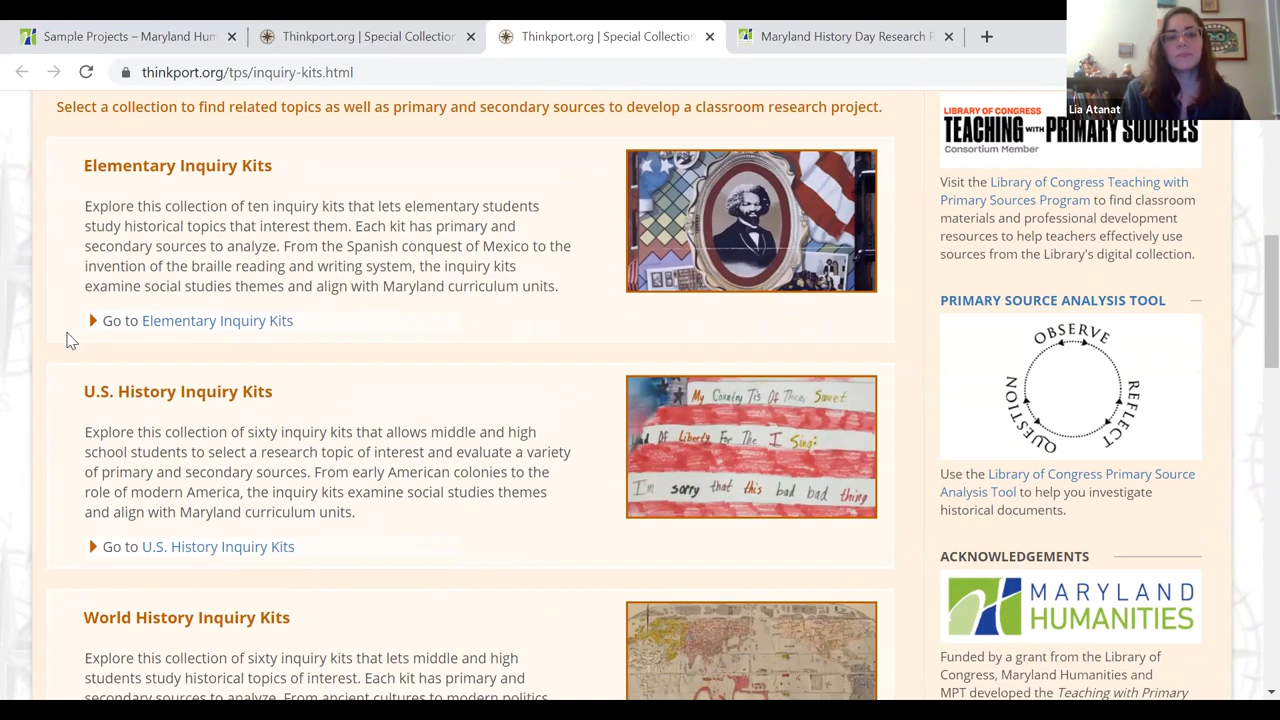 Sample Projects – Maryland Hum
Thinkport.org | Special Collection
Thinkport.org | Special Collection
Maryland History Day Research P
thinkport.org/tps/inquiry-kits.html
Lia Atanat
Select a collection to find related topics as well as primary and secondary sources to develop a classroom research project.
Elementary Inquiry Kits
Explore this collection of ten inquiry kits that lets elementary students
study historical topics that interest them. Each kit has primary and
secondary sources to analyze. From the Spanish conquest of Mexico to the
invention of the braille reading and writing system, the inquiry kits
examine social studies themes and align with Maryland curriculum units.
Go to Elementary Inquiry Kits
U.S. History Inquiry Kits
Explore this collection of sixty inquiry kits that allows middle and high
school students to select a research topic of interest and evaluate a variety
of primary and secondary sources. From early American colonies to the
role of modern America, the inquiry kits examine social studies themes
and align with Maryland curriculum units.
Go to U.S. History Inquiry Kits
My Country Tis Of Thee, Sweet
Of Liberty For The I Sing:
I'm sorry that this bad bad thing
World History Inquiry Kits
Explore this collection of sixty inquiry kits that lets middle and high
school students study historical topics of interest. Each kit has primary and
secondary sources to analyze. From ancient cultures to modern politics,
LIBRARY OF CONGRESS
TEACHING WITH PRIMARY SOURCES
Consortium Member
Visit the Library of Congress Teaching with
Primary Sources Program to find classroom
materials and professional development
resources to help teachers effectively use
sources from the Library's digital collection.
PRIMARY SOURCE ANALYSIS TOOL
OBSERVE
REFLECT
QUESTION
Use the Library of Congress Primary Source
Analysis Tool to help you investigate
historical documents.
ACKNOWLEDGEMENTS
MARYLAND
HUMANITIES
Funded by a grant from the Library of
Congress, Maryland Humanities and
MPT developed the Teaching with Primary